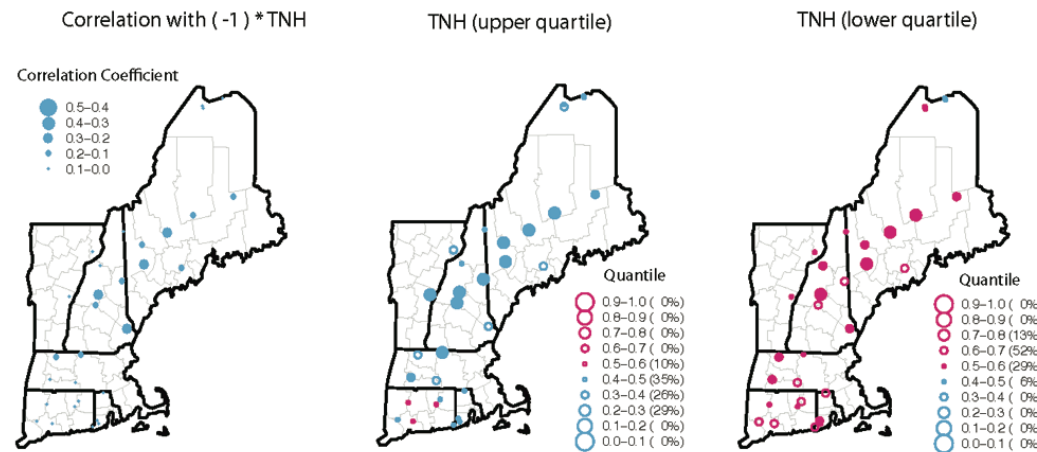 Correlation with ( -1 ) * TNH
TNH (upper quartile)
TNH (lower quartile)
Correlation Coefficient
0.5–0.4
0.4–0.3
0.3–0.2
0.2–0.1
0.1–0.0
Quantile
0.9–1.0 ( 0%)
0.8–0.9 ( 0%)
0.7–0.8 ( 0%)
0.6–0.7 ( 0%)
0.5–0.6 (10%)
0.4–0.5 (35%)
0.3–0.4 (26%)
0.2–0.3 (29%)
0.1–0.2 ( 0%)
0.0–0.1 ( 0%)
Quantile
0.9–1.0 ( 0%)
0.8–0.9 ( 0%)
0.7–0.8 (13%)
0.6–0.7 (52%)
0.5–0.6 (29%)
0.4–0.5 ( 6%)
0.3–0.4 ( 0%)
0.2–0.3 ( 0%)
0.1–0.2 ( 0%)
0.0–0.1 ( 0%)